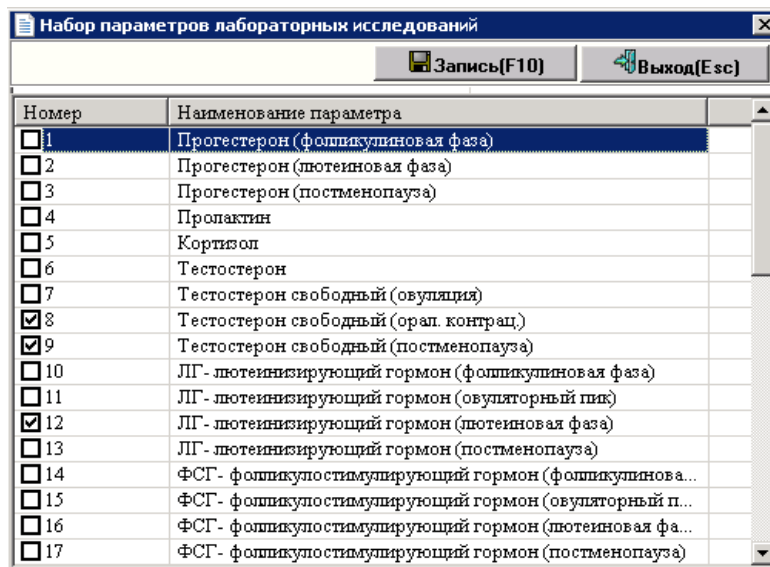 Набор параметров лабораторных исследований
Запись(F10) Выход(Esc)
Номер Наименование параметра
1 Прогестерон (фолликулиновая фаза)
2 Прогестерон (лютеиновая фаза)
3 Прогестерон (постменопауза)
4 Пролактин
5 Кортизол
6 Тестостерон
7 Тестостерон свободный (овуляция)
8 Тестостерон свободный (орал. контрац.)
9 Тестостерон свободный (постменопауза)
10 ЛГ- лютеинизирующий гормон (фолликулиновая фаза)
11 ЛГ- лютеинизирующий гормон (овуляторный пик)
12 ЛГ- лютеинизирующий гормон (лютеиновая фаза)
13 ЛГ- лютеинизирующий гормон (постменопауза)
14 ФСГ- фолликулостимулирующий гормон (фолликулинова...
15 ФСГ- фолликулостимулирующий гормон (овуляторный п...
16 ФСГ- фолликулостимулирующий гормон (лютеиновая фа...
17 ФСГ- фолликулостимулирующий гормон (постменопауза)